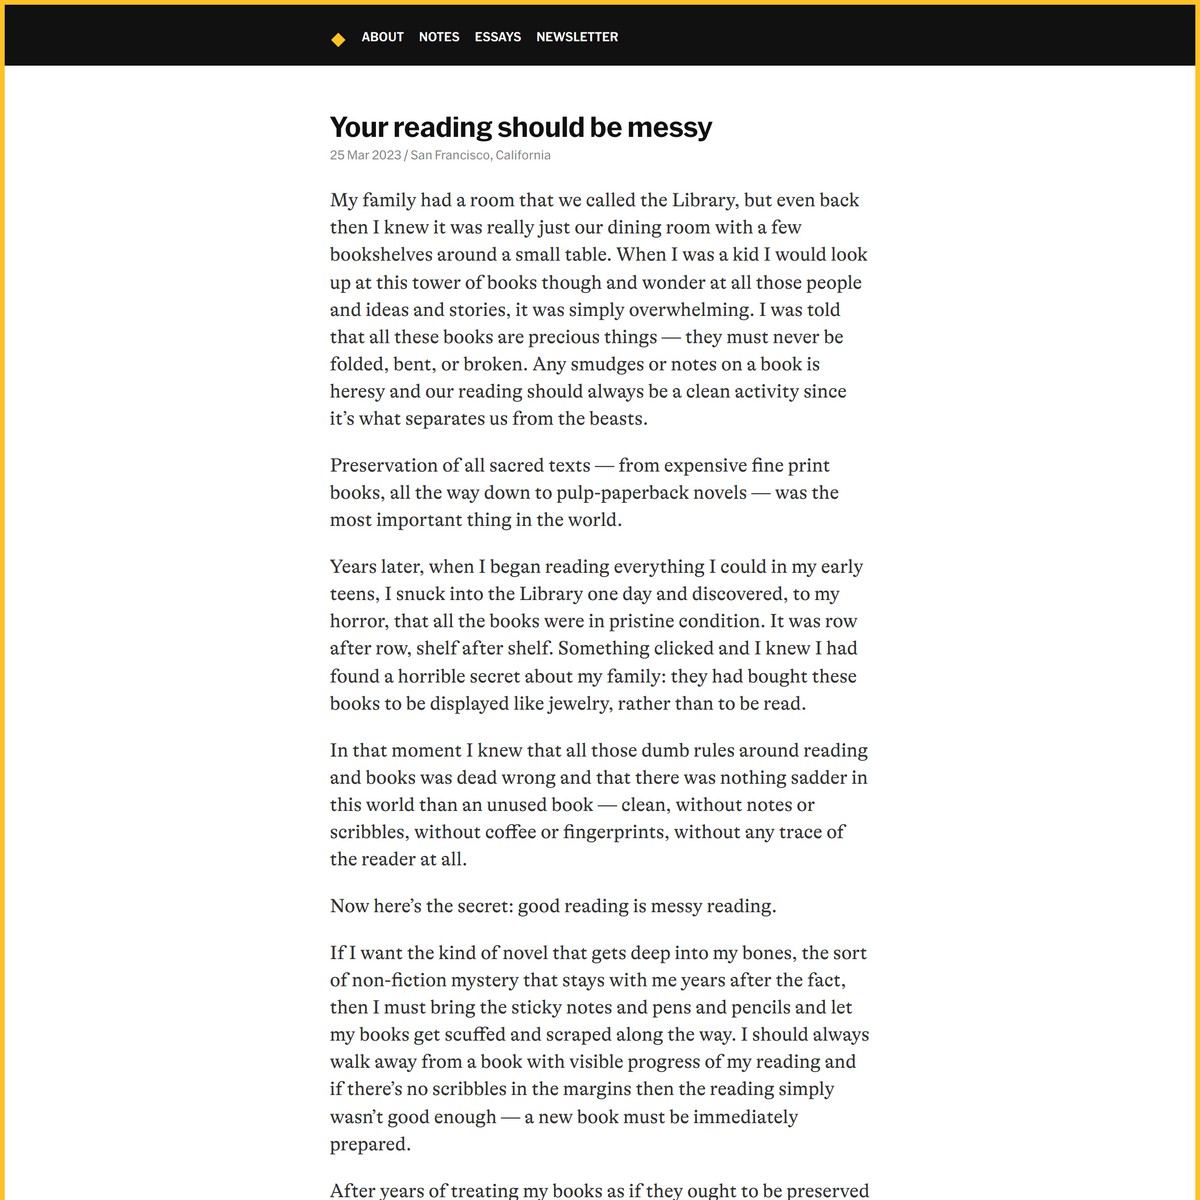 ABOUT NOTES ESSAYS NEWSLETTER
Your reading should be messy
25 Mar 2023 / San Francisco, California
My family had a room that we called the Library, but even back
then I knew it was really just our dining room with a few
bookshelves around a small table. When I was a kid I would look
up at this tower of books though and wonder at all those people
and ideas and stories, it was simply overwhelming. I was told
that all these books are precious things — they must never be
folded, bent, or broken. Any smudges or notes on a book is
heresy and our reading should always be a clean activity since
it’s what separates us from the beasts.
Preservation of all sacred texts — from expensive fine print
books, all the way down to pulp-paperback novels — was the
most important thing in the world.
Years later, when I began reading everything I could in my early
teens, I snuck into the Library one day and discovered, to my
horror, that all the books were in pristine condition. It was row
after row, shelf after shelf. Something clicked and I knew I had
found a horrible secret about my family: they had bought these
books to be displayed like jewelry, rather than to be read.
In that moment I knew that all those dumb rules around reading
and books was dead wrong and that there was nothing sadder in
this world than an unused book — clean, without notes or
scribbles, without coffee or fingerprints, without any trace of
the reader at all.
Now here’s the secret: good reading is messy reading.
If I want the kind of novel that gets deep into my bones, the sort
of non-fiction mystery that stays with me years after the fact,
then I must bring the sticky notes and pens and pencils and let
my books get scuffed and scraped along the way. I should always
walk away from a book with visible progress of my reading and
if there’s no scribbles in the margins then the reading simply
wasn’t good enough — a new book must be immediately
prepared.
After years of treating my books as if they ought to be preserved